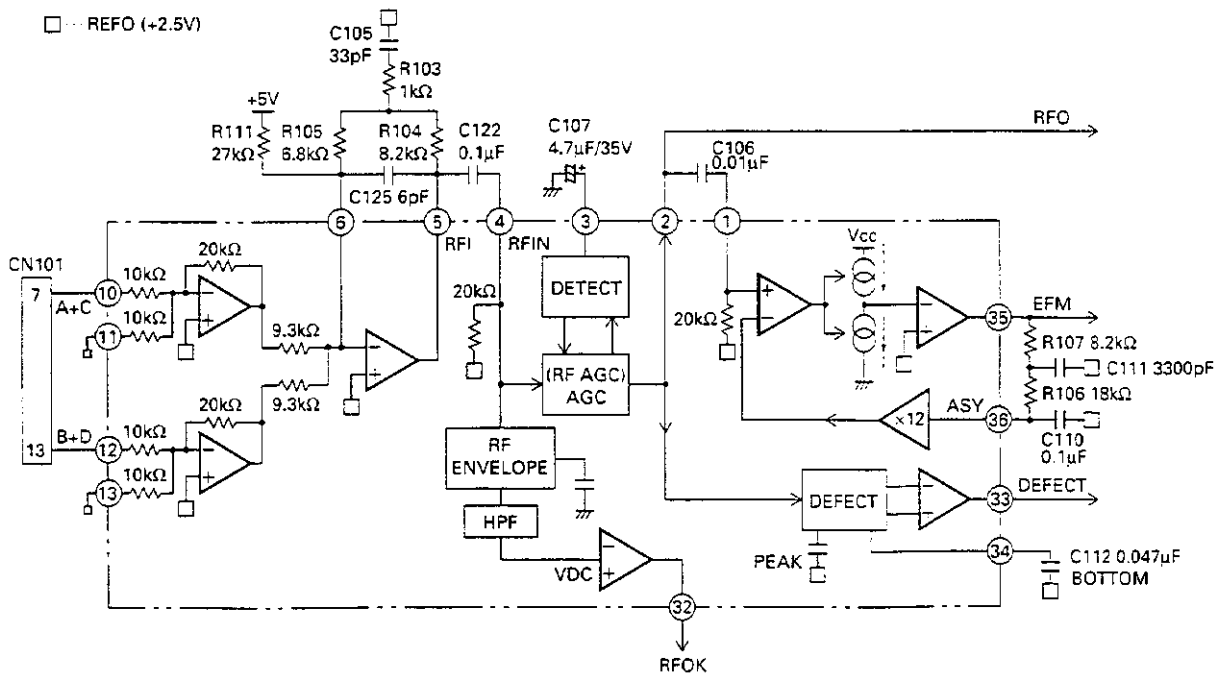 □ ··· REFO (+2.5V)
C105
33pF
R103
1kΩ
+5V
R111
27kΩ
R105
6.8kΩ
R104
8.2kΩ
C122
0.1µF
C107
4.7µF/35V
C106
0.01µF
RFO
C125 6pF
6
5
4
3
2
1
RFI
RFIN
CN101
7
A+C
10
10kΩ
20kΩ
11
10kΩ
9.3kΩ
9.3kΩ
B+D
13
12
10kΩ
20kΩ
13
10kΩ
20kΩ
DETECT
(RF AGC)
AGC
RF
ENVELOPE
HPF
VDC
32
RFOK
20kΩ
Vcc
35
EFM
R107 8.2kΩ
C111 3300pF
R106 18kΩ
×12
ASY
36
C110
0.1µF
DEFECT
33
DEFECT
34
PEAK
C112 0.047µF
BOTTOM